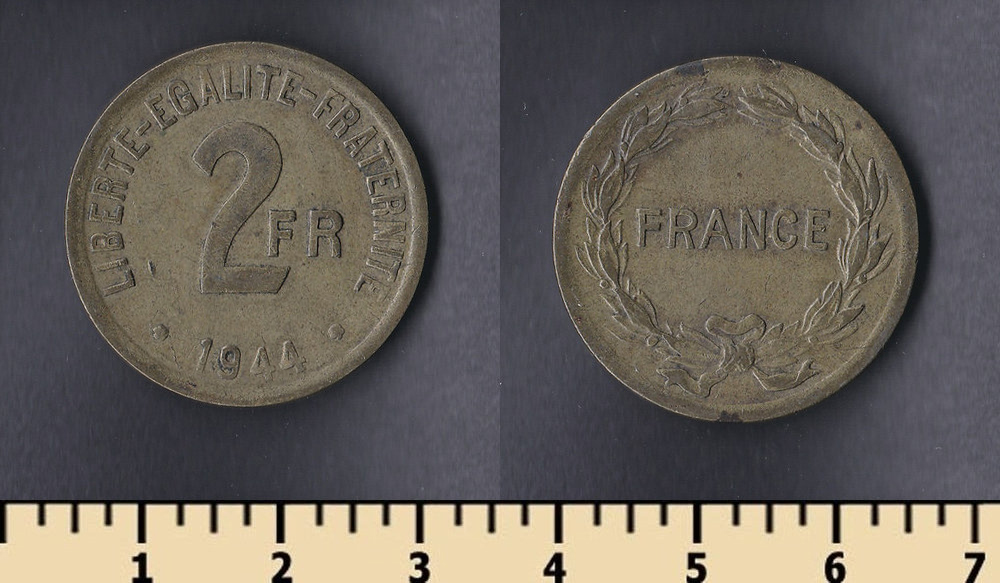 LIBERTE-EGALITE-FRATERNITE
2 FR
1944
FRANCE
1 2 3 4 5 6 7